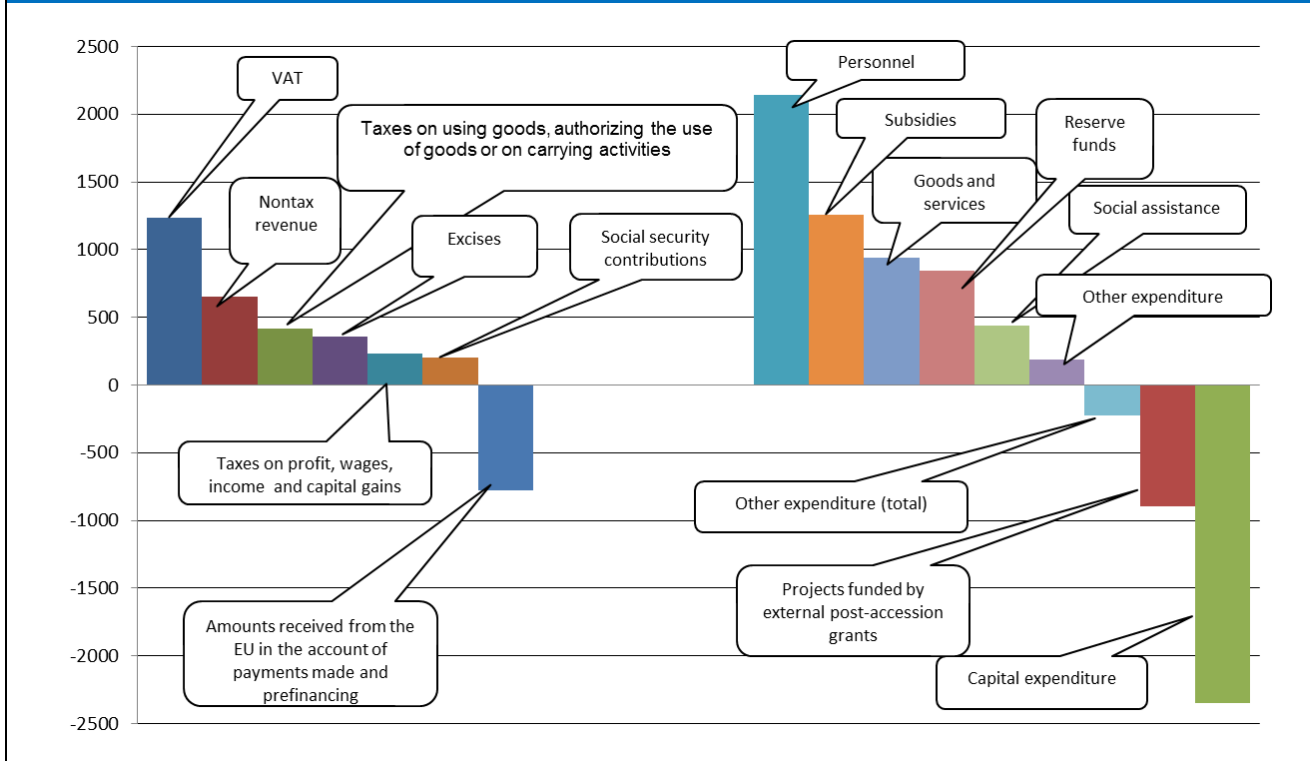 2500
2000
1500
1000
500
0
-500
-1000
-1500
-2000
-2500
VAT
Nontax
revenue
Taxes on using goods, authorizing the use
of goods or on carrying activities
Excises
Social security
contributions
Taxes on profit, wages,
income and capital gains
Amounts received from the
EU in the account of
payments made and
prefinancing
Personnel
Subsidies
Goods and
services
Reserve
funds
Social assistance
Other expenditure
Other expenditure (total)
Projects funded by
external post-accession
grants
Capital expenditure